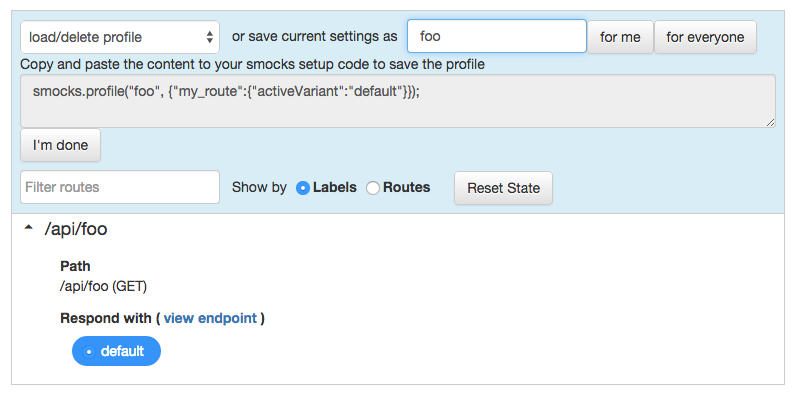 load/delete profile or save current settings as foo for me for everyone
Copy and paste the content to your smocks setup code to save the profile
smocks.profile("foo", {"my_route":{"activeVariant":"default"}});
I'm done
Filter routes Show by Labels Routes Reset State
/api/foo
Path
/api/foo (GET)
Respond with ( view endpoint )
default